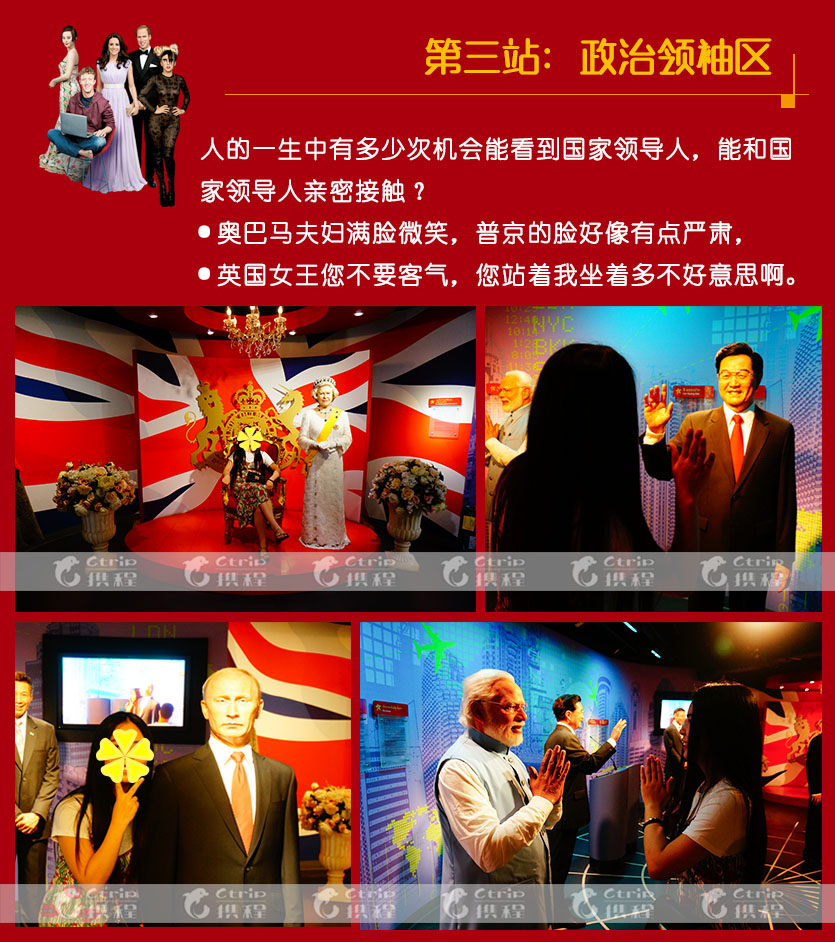 第三站：政治领袖区
人的一生中有多少次机会能看到国家领导人，能和国
家领导人亲密接触？
●奥巴马夫妇满脸微笑，普京的脸好像有点严肃，
●英国女王您不要客气，您站着我坐着多不好意思啊。
NYC
BKK
Ctrip Ctrip Ctrip Ctrip Ctrip Ctrip
携程 携程 携程 携程 携程 携程
LDN
Ctrip Ctrip Ctrip Ctrip Ctrip Ctrip
携程 携程 携程 携程 携程 携程